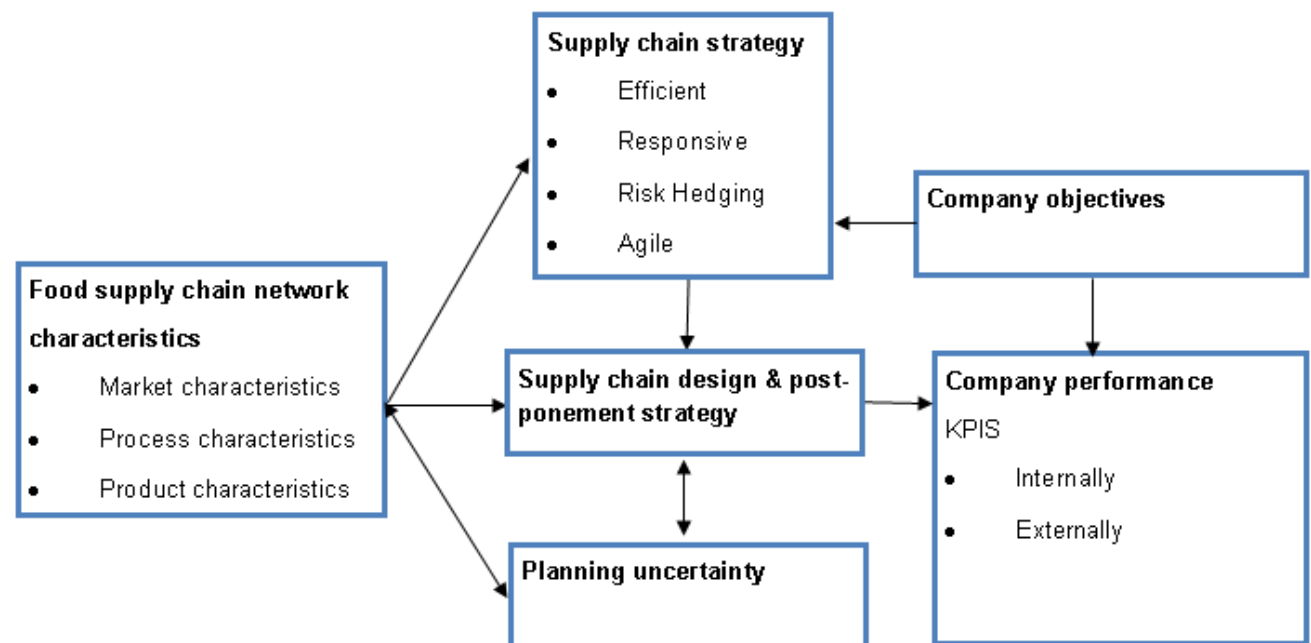 Supply chain strategy
• Efficient
• Responsive
• Risk Hedging
• Agile
Company objectives
Food supply chain network
characteristics
• Market characteristics
• Process characteristics
• Product characteristics
Supply chain design & post-
ponement strategy
Company performance
KPIS
• Internally
• Externally
Planning uncertainty